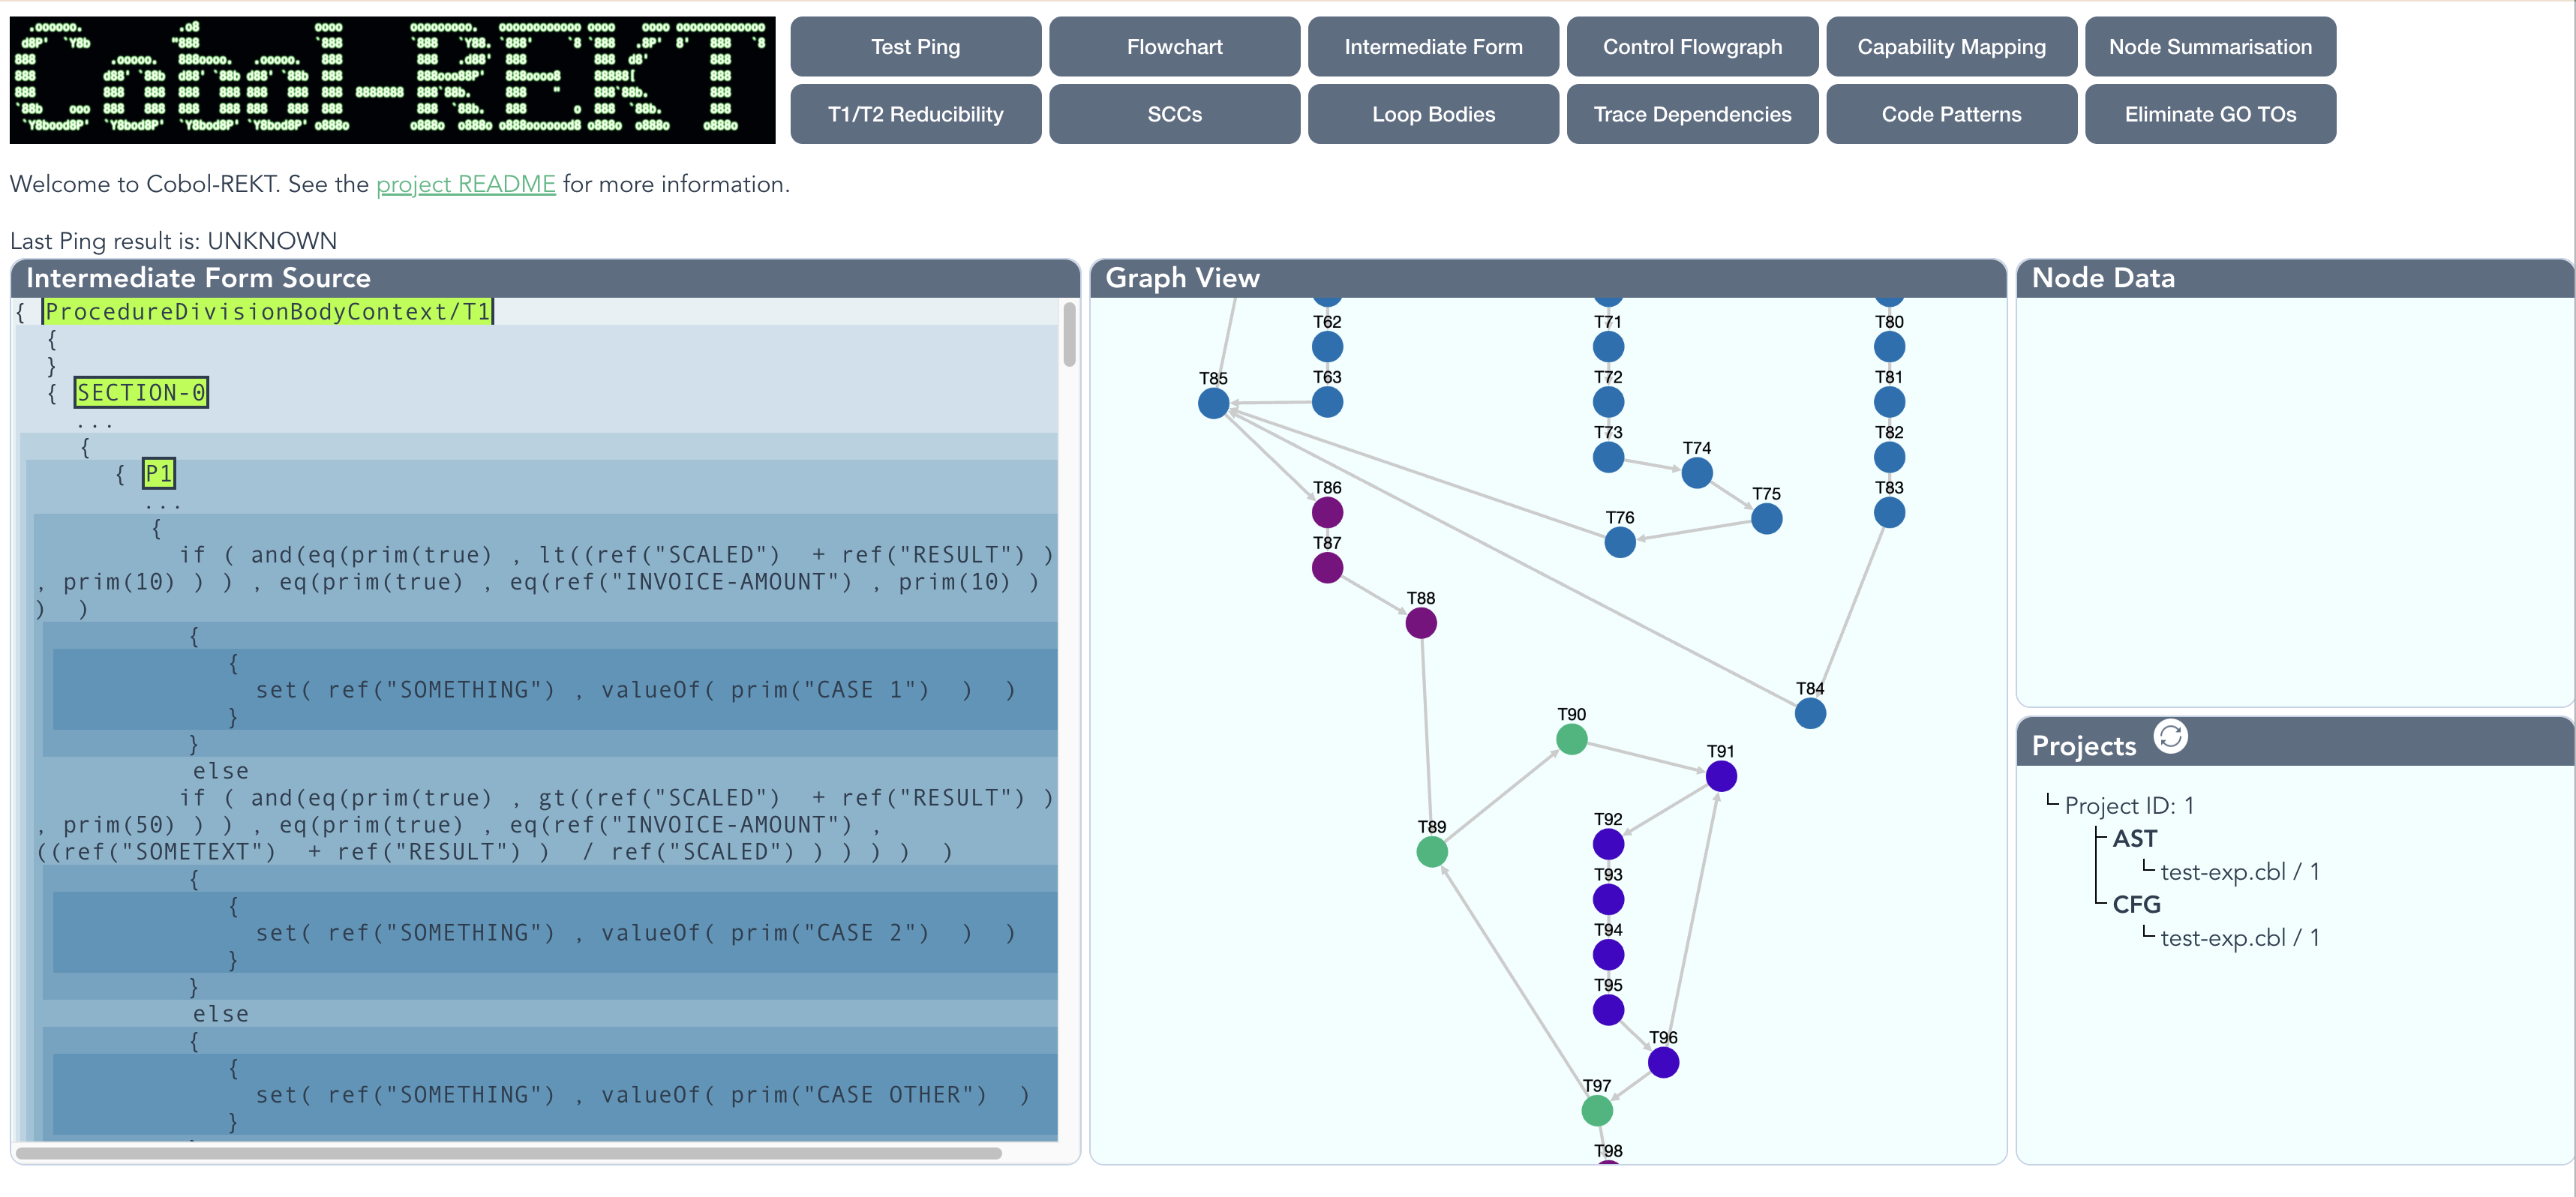 Test Ping
Flowchart
Intermediate Form
Control Flowgraph
Capability Mapping
Node Summarisation
T1/T2 Reducibility
SCCs
Loop Bodies
Trace Dependencies
Code Patterns
Eliminate GO TOs
Cobol-REKT
Welcome to Cobol-REKT. See the project README for more information.
Last Ping result is: UNKNOWN
Intermediate Form Source
{ ProcedureDivisionBodyContext/T1
{
}
{ SECTION-0
...
{
{ P1
...
{
if ( and(eq(prim(true) , lt((ref("SCALED")  + ref("RESULT") )
, prim(10) ) ) , eq(prim(true) , eq(ref("INVOICE-AMOUNT") , prim(10) )
)  )
{
{
set( ref("SOMETHING") , valueOf( prim("CASE 1")  )  )
}
}
else
if ( and(eq(prim(true) , gt((ref("SCALED")  + ref("RESULT") )
, prim(50) ) ) , eq(prim(true) , eq(ref("INVOICE-AMOUNT") ,
((ref("SOMETEXT")  + ref("RESULT") )  / ref("SCALED") ) ) ) )  )
{
{
set( ref("SOMETHING") , valueOf( prim("CASE 2")  )  )
}
}
else
{
{
set( ref("SOMETHING") , valueOf( prim("CASE OTHER")  )
}
Graph View
T62
T71
T80
T85
T63
T72
T81
T73
T82
T74
T86
T75
T83
T76
T87
T88
T84
T90
T91
T89
T92
T93
T94
T95
T96
T97
T98
Node Data
Projects
Project ID: 1
AST
test-exp.cbl / 1
CFG
test-exp.cbl / 1